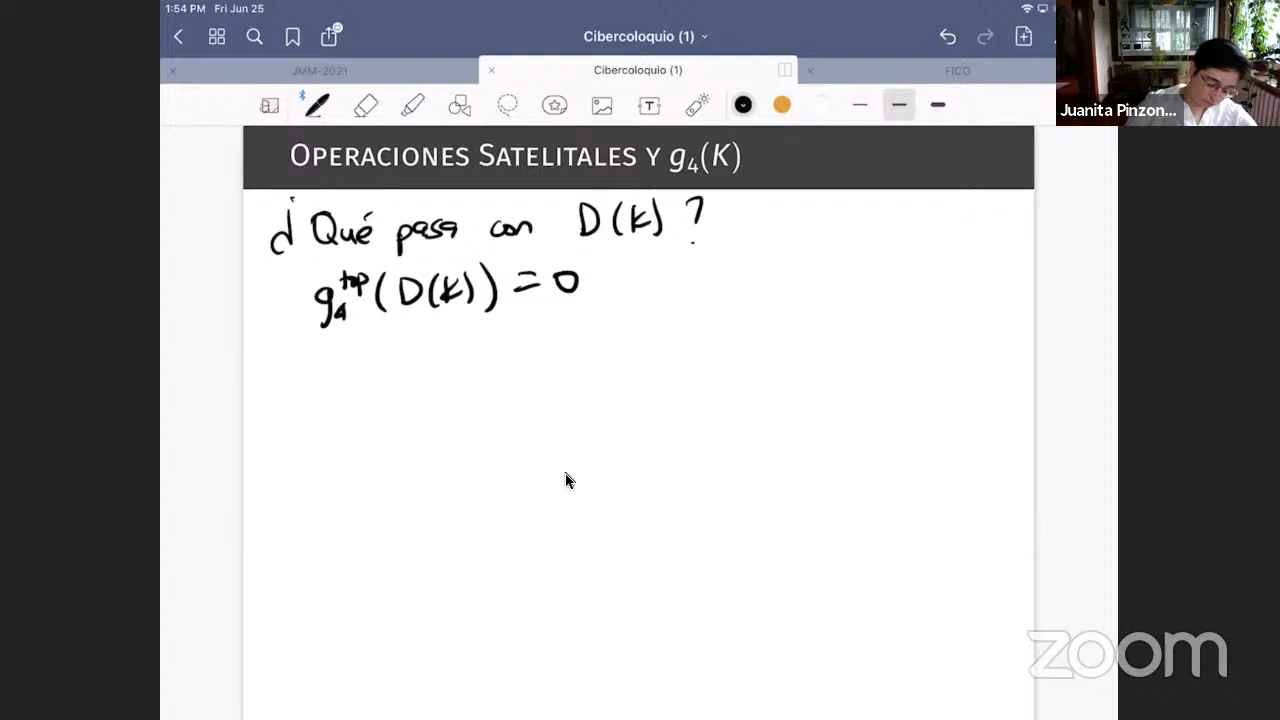 1:54 PM Fri Jun 25
Cibercoloquio (1)
JMM-2021
Cibercoloquio (1)
FICO
T
Juanita Pinzon...
OPERACIONES SATELITALES Y g₄(K)
¿Qué pasa con D(K)?
g₄ᵗᵒᵖ(D(K)) = 0
zoom